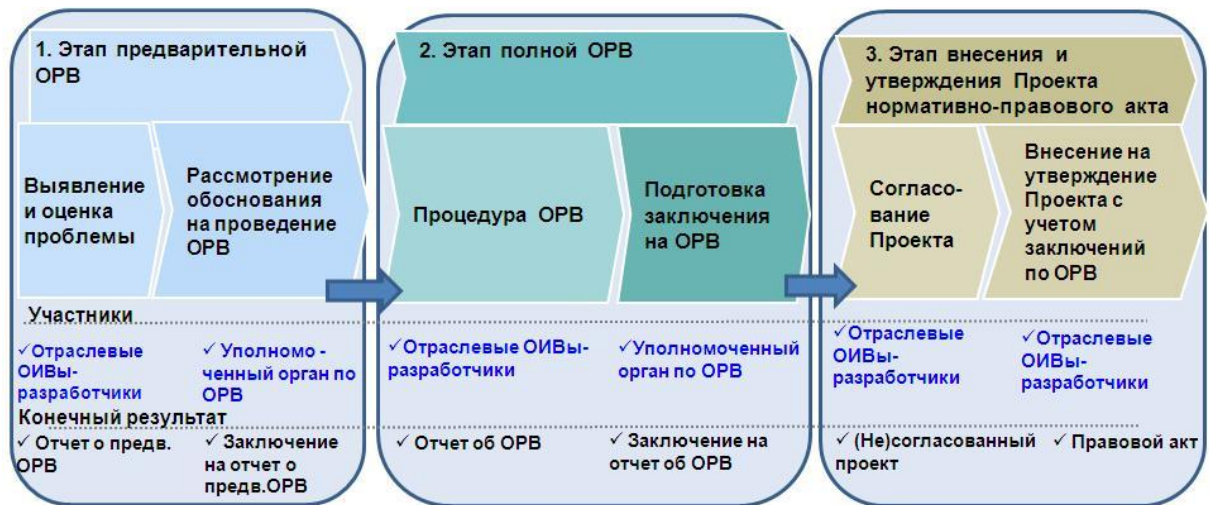 1. Этап предварительной
ОРВ
Выявление
и оценка
проблемы
Рассмотрение
обоснования
на проведение
ОРВ
2. Этап полной ОРВ
Процедура ОРВ
Подготовка
заключения
на ОРВ
3. Этап внесения и
утверждения Проекта
нормативно-правового акта
Согласо-
вание
Проекта
Внесение на
утверждение
Проекта с
учетом
заключений
по ОРВ
Участники
✓Отраслевые
ОИВы-
разработчики
✓Уполномо -
ченный орган по
ОРВ
✓Отраслевые ОИВы-
разработчики
✓Уполномоченный
орган по ОРВ
✓Отраслевые
ОИВы-
разработчики
✓Отраслевые
ОИВы-
разработчики
Конечный результат
✓ Отчет о предв.
ОРВ
✓ Заключение
на отчет о
предв.ОРВ
✓ Отчет об ОРВ
✓ Заключение на
отчет об ОРВ
✓ (Не)согласованный
проект
✓ Правовой акт